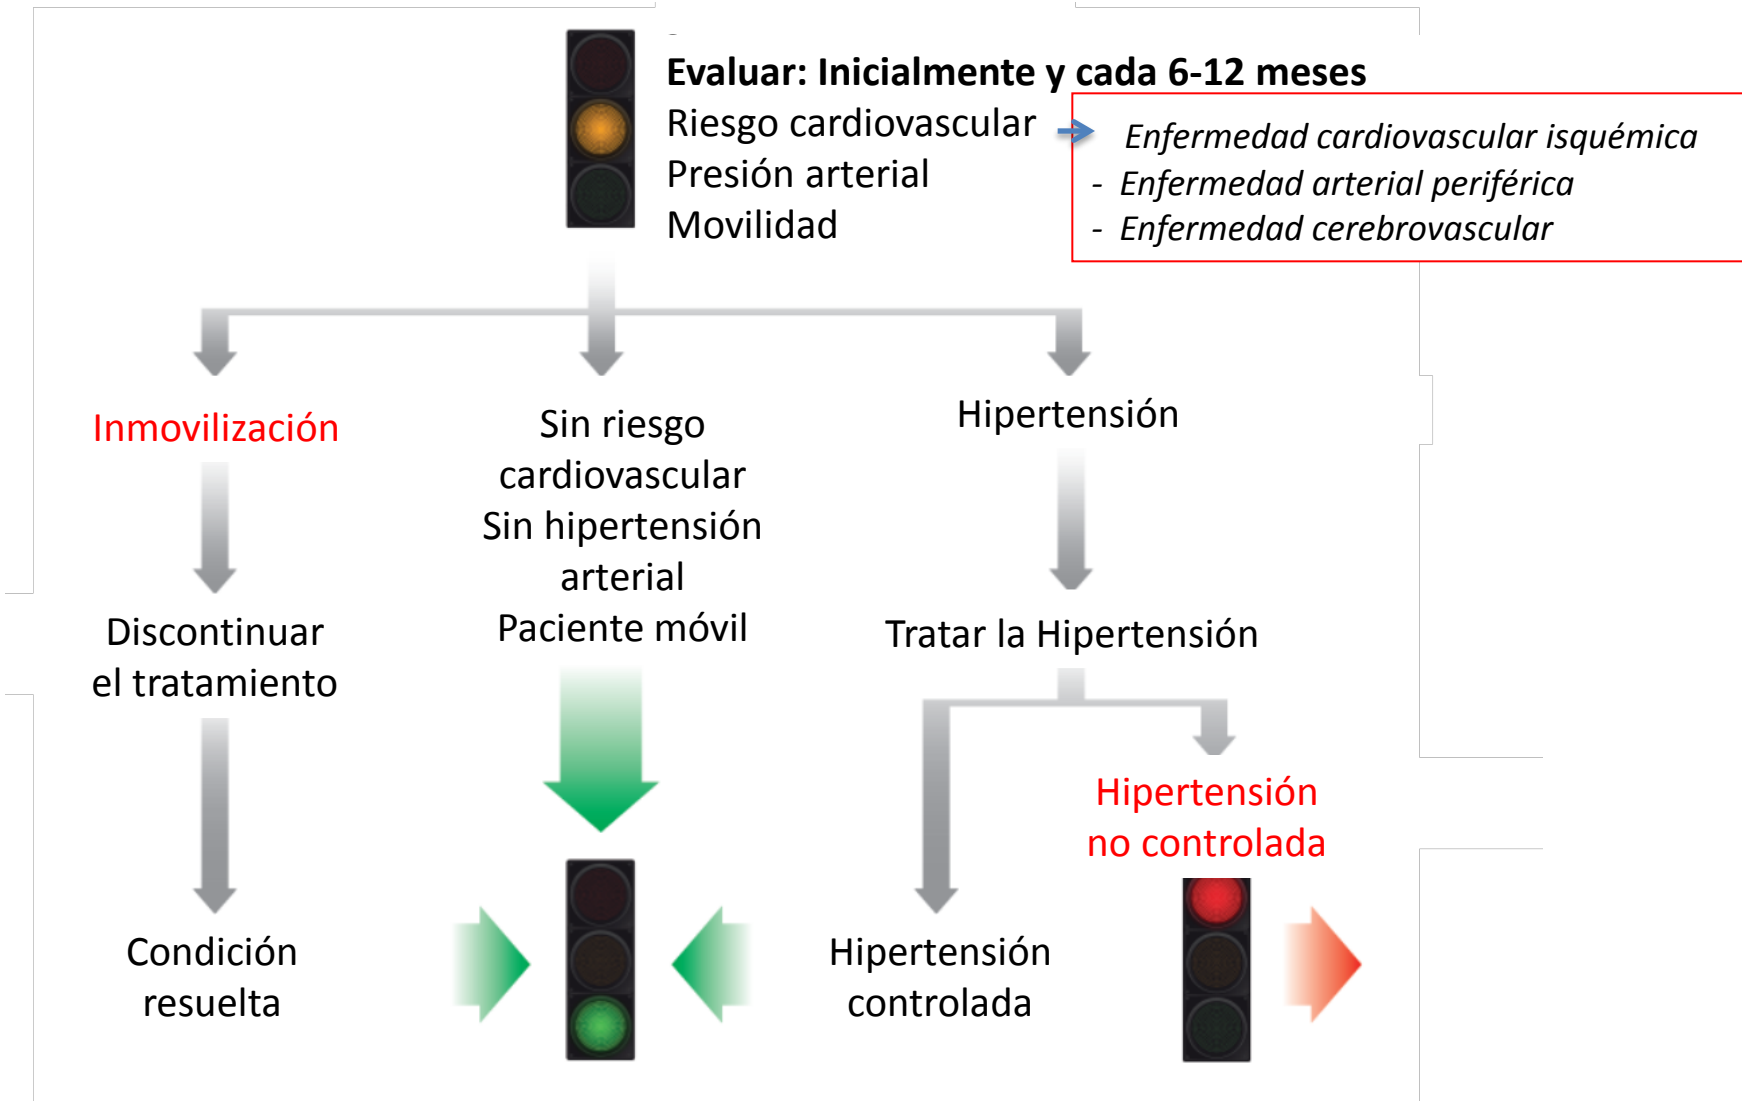 Evaluar: Inicialmente y cada 6-12 meses
Riesgo cardiovascular
Presión arterial
Movilidad
Enfermedad cardiovascular isquémica
- Enfermedad arterial periférica
- Enfermedad cerebrovascular
Inmovilización
Discontinuar
el tratamiento
Condición
resuelta
Sin riesgo
cardiovascular
Sin hipertensión
arterial
Paciente móvil
Hipertensión
Tratar la Hipertensión
Hipertensión
controlada
Hipertensión
no controlada